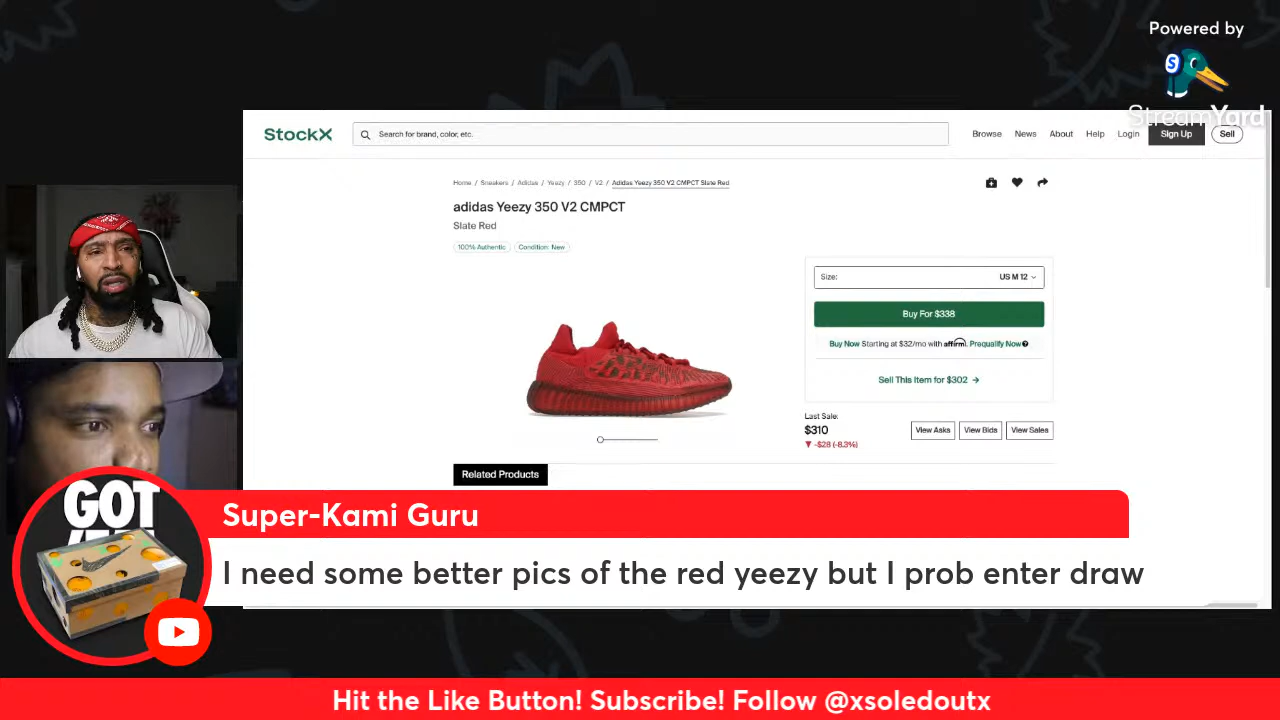 Powered by
StreamYard
StockX
Search for brand, color, etc.
Browse News About Help Login Sign Up Sell
Home / Sneakers / Adidas / Yeezy / 350 / V2 / Adidas Yeezy 350 V2 CMPCT Slate Red
adidas Yeezy 350 V2 CMPCT
Slate Red
100% Authentic Condition: New
Size: US M 12
Buy For $338
Buy Now Starting at $32/mo with affirm. Prequalify Now
Sell This Item for $302 →
Last Sale:
$310
▼ -$28 (-8.3%)
View Asks View Bids View Sales
Related Products
GOT
Super-Kami Guru
I need some better pics of the red yeezy but I prob enter draw
Hit the Like Button! Subscribe! Follow @xsoledoutx